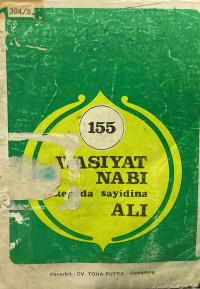 304/B
155
WASIYAT
NABI
kepada sayidina
ALI
Penerbit : CV. TOHA PUTRA - Semarang